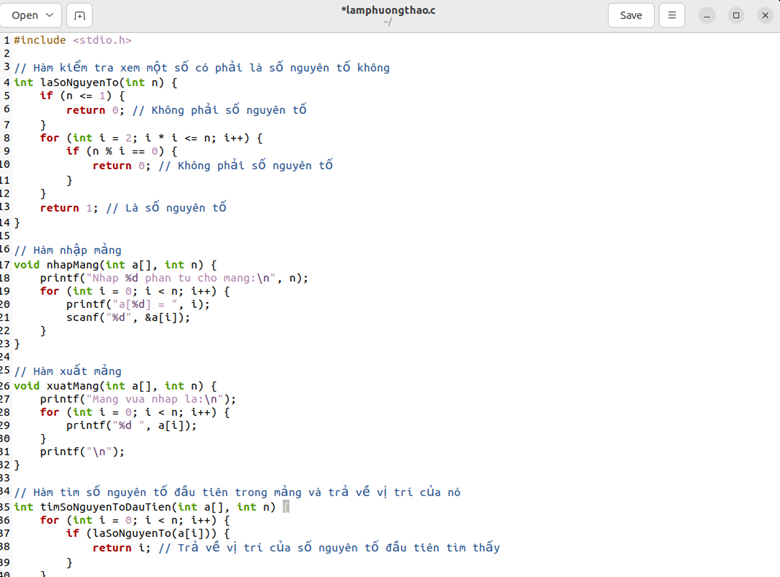 Open
*lamphuongthao.c
~/
Save
1 #include <stdio.h>
2
3 // Hàm kiểm tra xem một số có phải là số nguyên tố không
4 int laSoNguyenTo(int n) {
5     if (n <= 1) {
6         return 0; // Không phải số nguyên tố
7     }
8     for (int i = 2; i * i <= n; i++) {
9         if (n % i == 0) {
10             return 0; // Không phải số nguyên tố
11         }
12     }
13     return 1; // Là số nguyên tố
14 }
15
16 // Hàm nhập mảng
17 void nhapMang(int a[], int n) {
18     printf("Nhap %d phan tu cho mang:\n", n);
19     for (int i = 0; i < n; i++) {
20         printf("a[%d] = ", i);
21         scanf("%d", &a[i]);
22     }
23 }
24
25 // Hàm xuất mảng
26 void xuatMang(int a[], int n) {
27     printf("Mang vua nhap la:\n");
28     for (int i = 0; i < n; i++) {
29         printf("%d ", a[i]);
30     }
31     printf("\n");
32 }
33
34 // Hàm tìm số nguyên tố đầu tiên trong mảng và trả về vị trí của nó
35 int timSoNguyenToDauTien(int a[], int n) {
36     for (int i = 0; i < n; i++) {
37         if (laSoNguyenTo(a[i])) {
38             return i; // Trả về vị trí của số nguyên tố đầu tiên tìm thấy
39         }
40     }